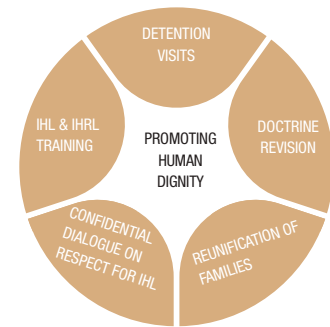 DETENTION
VISITS
IHL & IHRL
TRAINING
PROMOTING
HUMAN
DIGNITY
DOCTRINE
REVISION
CONFIDENTIAL
DIALOGUE ON
RESPECT FOR IHL
REUNIFICATION OF
FAMILIES